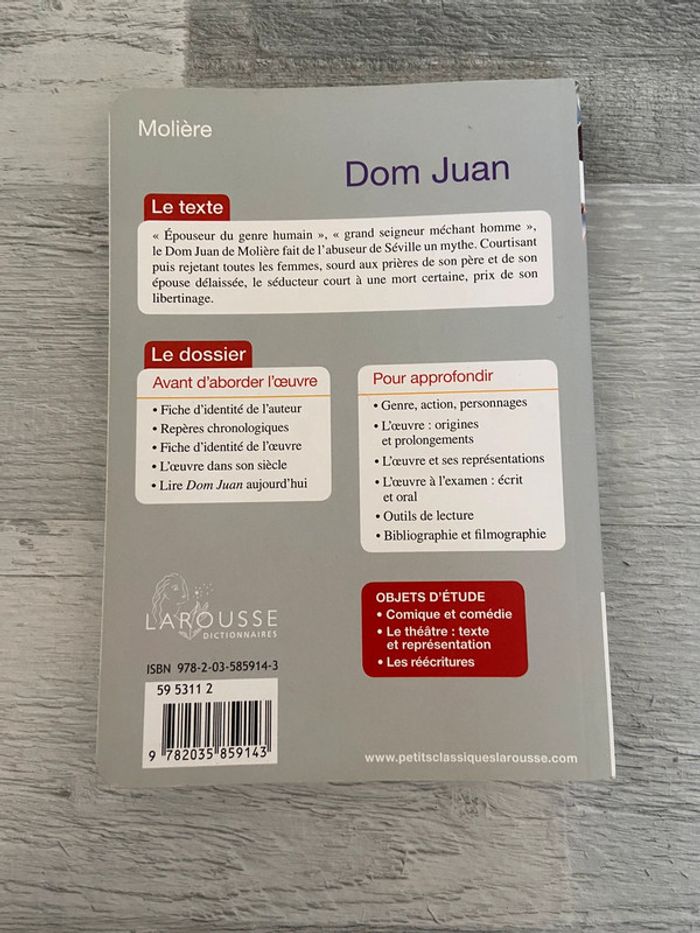 Molière
Dom Juan
Le texte
« Épouseur du genre humain », « grand seigneur méchant homme »,
le Dom Juan de Molière fait de l'abuseur de Séville un mythe. Courtisant
puis rejetant toutes les femmes, sourd aux prières de son père et de son
épouse délaissée, le séducteur court à une mort certaine, prix de son
libertinage.
Le dossier
Avant d'aborder l'œuvre
• Fiche d'identité de l'auteur
• Repères chronologiques
• Fiche d'identité de l'œuvre
• L'œuvre dans son siècle
• Lire Dom Juan aujourd'hui
Pour approfondir
• Genre, action, personnages
• L'œuvre : origines
et prolongements
• L'œuvre et ses représentations
• L'œuvre à l'examen : écrit
et oral
• Outils de lecture
• Bibliographie et filmographie
OBJETS D'ÉTUDE
• Comique et comédie
• Le théâtre : texte
et représentation
• Les réécritures
LAROUSSE
DICTIONNAIRES
ISBN 978-2-03-585914-3
59 5311 2
9 782035 859143
www.petitsclassiqueslarousse.com